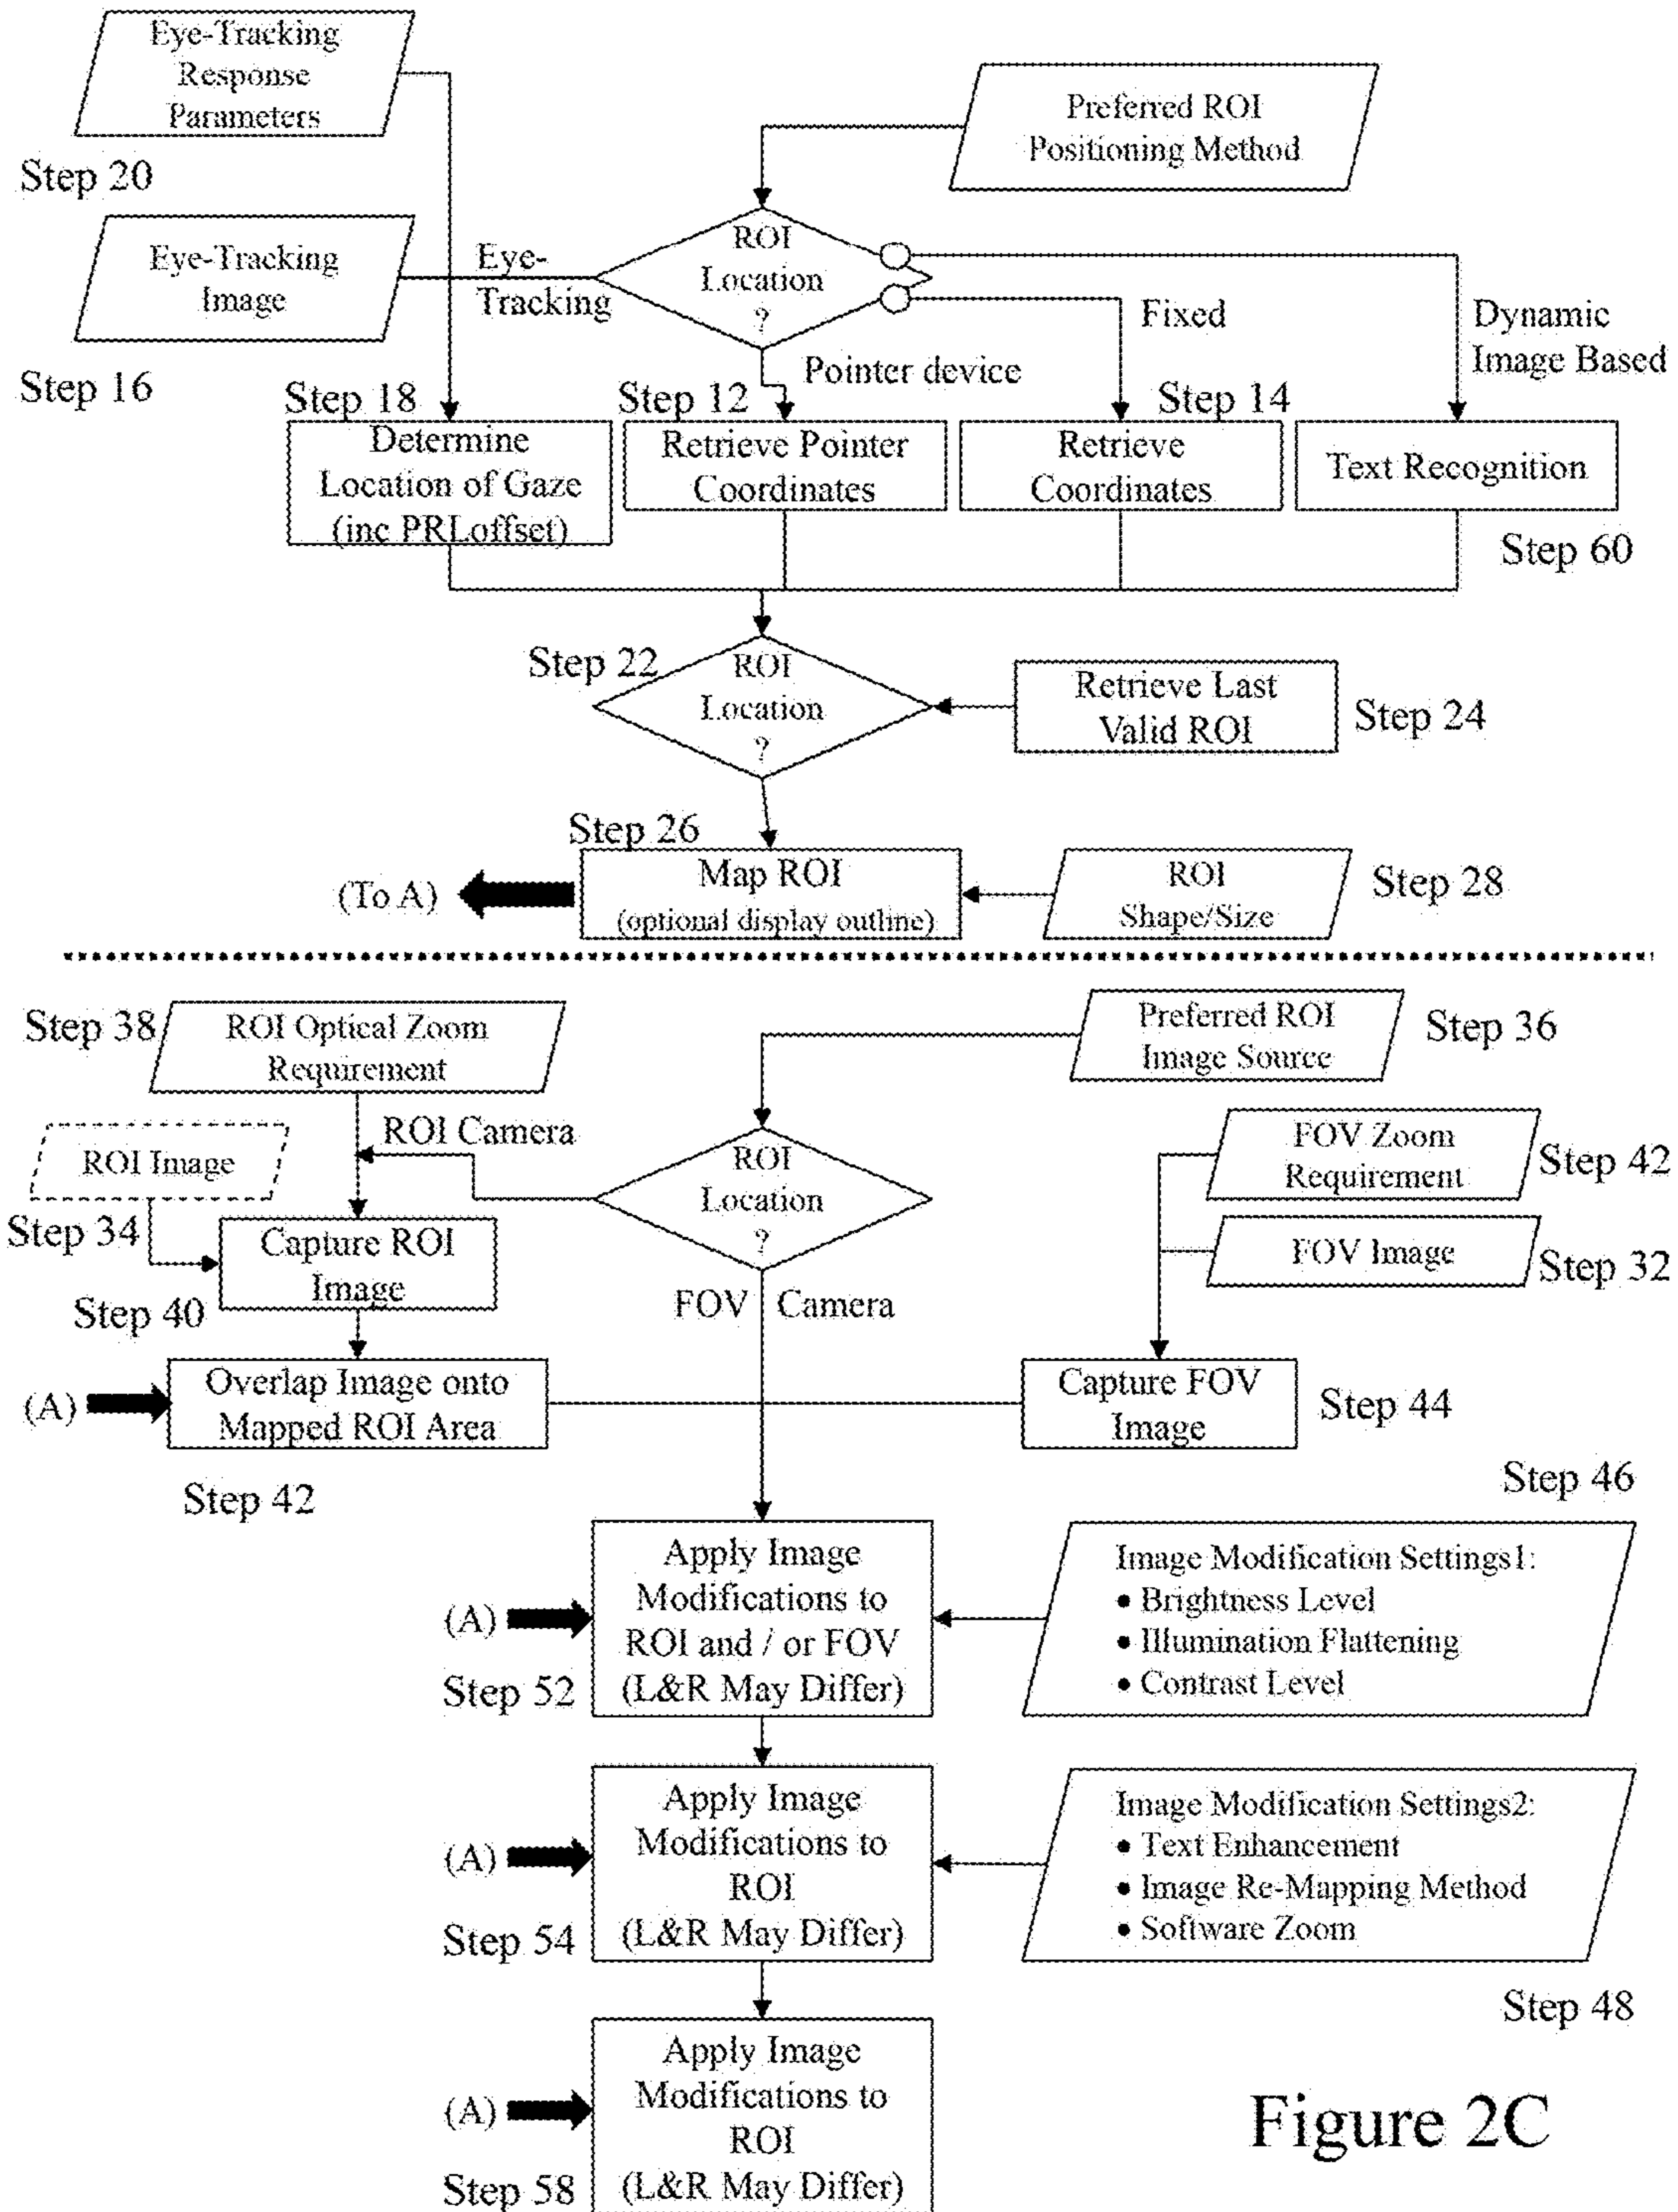 Eye-Tracking
Response
Parameters
Step 20
Preferred ROI
Positioning Method
Eye-Tracking
Image
Step 16
Eye-
Tracking
ROI
Location
?
Fixed
Dynamic
Image Based
Pointer device
Step 18
Determine
Location of Gaze
(inc PRLoffset)
Step 12
Retrieve Pointer
Coordinates
Step 14
Retrieve
Coordinates
Text Recognition
Step 60
Step 22
ROI
Location
?
Retrieve Last
Valid ROI
Step 24
Step 26
(To A)
Map ROI
(optional display outline)
ROI
Shape/Size
Step 28
Step 38
ROI Optical Zoom
Requirement
Preferred ROI
Image Source
Step 36
ROI Camera
ROI Image
Step 34
ROI
Location
?
FOV Zoom
Requirement
Step 42
FOV Image
Step 32
Capture ROI
Image
Step 40
FOV Camera
(A)
Overlap Image onto
Mapped ROI Area
Step 42
Capture FOV
Image
Step 44
Step 46
(A)
Step 52
Apply Image
Modifications to
ROI and / or FOV
(L&R May Differ)
Image Modification Settings1:
• Brightness Level
• Illumination Flattening
• Contrast Level
(A)
Step 54
Apply Image
Modifications to
ROI
(L&R May Differ)
Image Modification Settings2:
• Text Enhancement
• Image Re-Mapping Method
• Software Zoom
Step 48
(A)
Step 58
Apply Image
Modifications to
ROI
(L&R May Differ)
Figure 2C